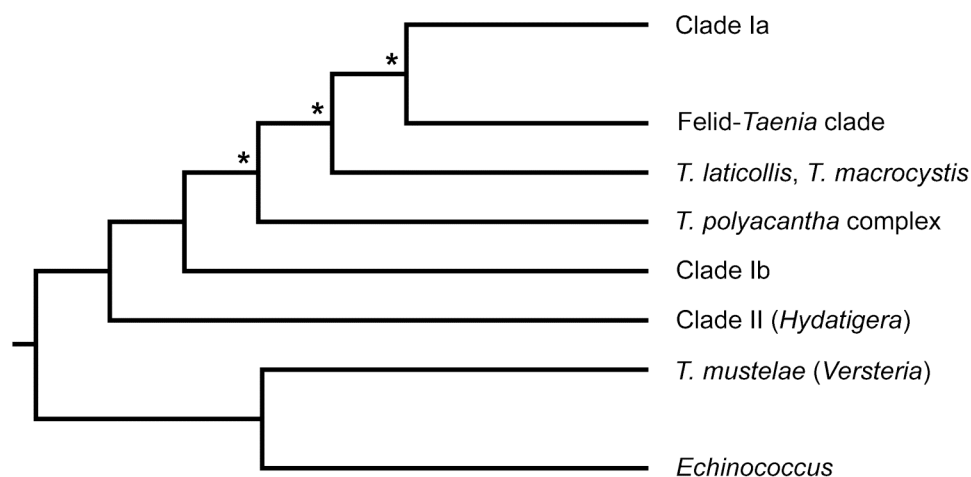 Clade Ia
*
*
Felid-Taenia clade
*
T. laticollis, T. macrocystis
T. polyacantha complex
Clade Ib
Clade II (Hydatigera)
T. mustelae (Versteria)
Echinococcus